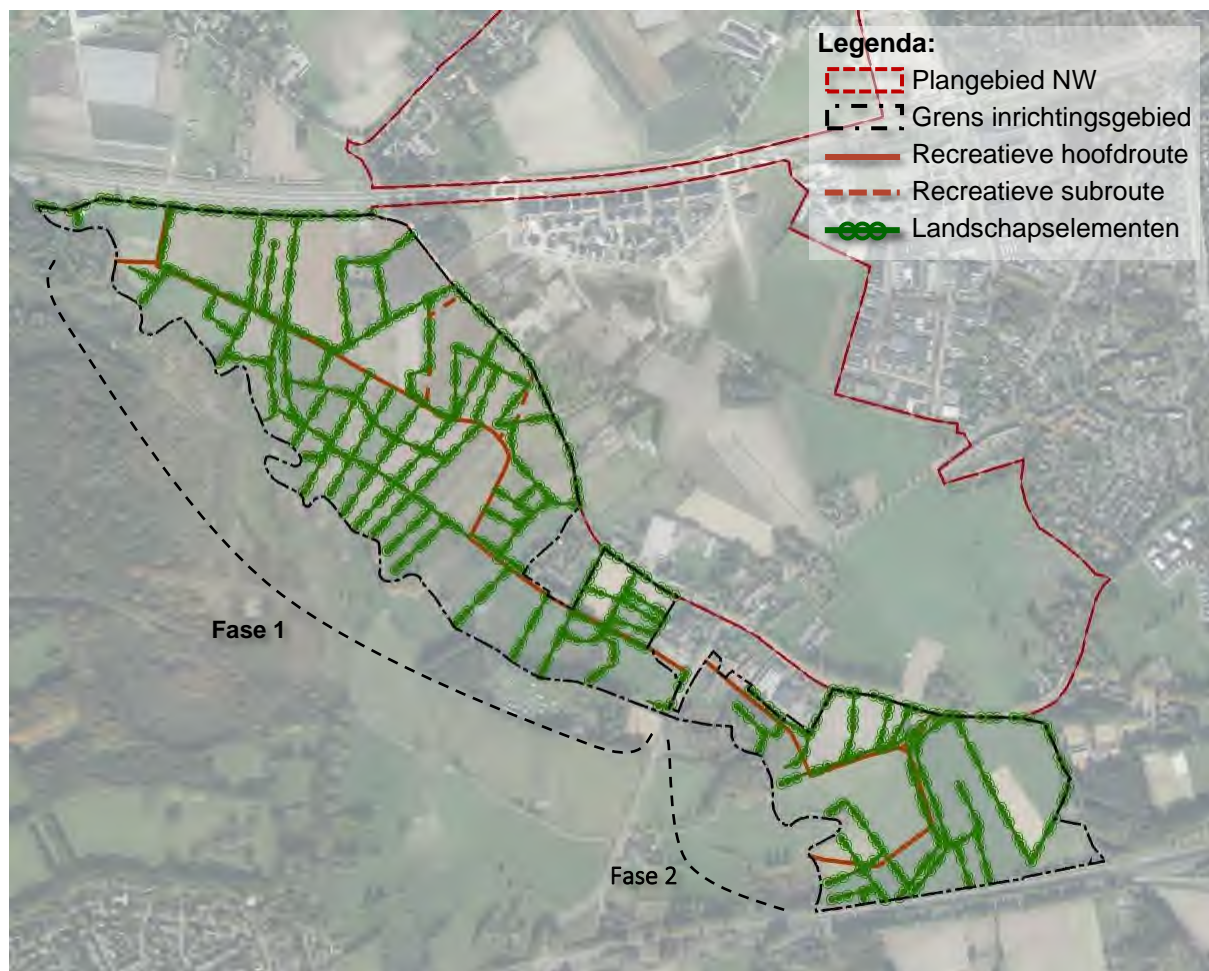 Legenda:
Plangebied NW
Grens inrichtingsgebied
Recreatieve hoofdroute
Recreatieve subroute
Landschapselementen
Fase 1
Fase 2